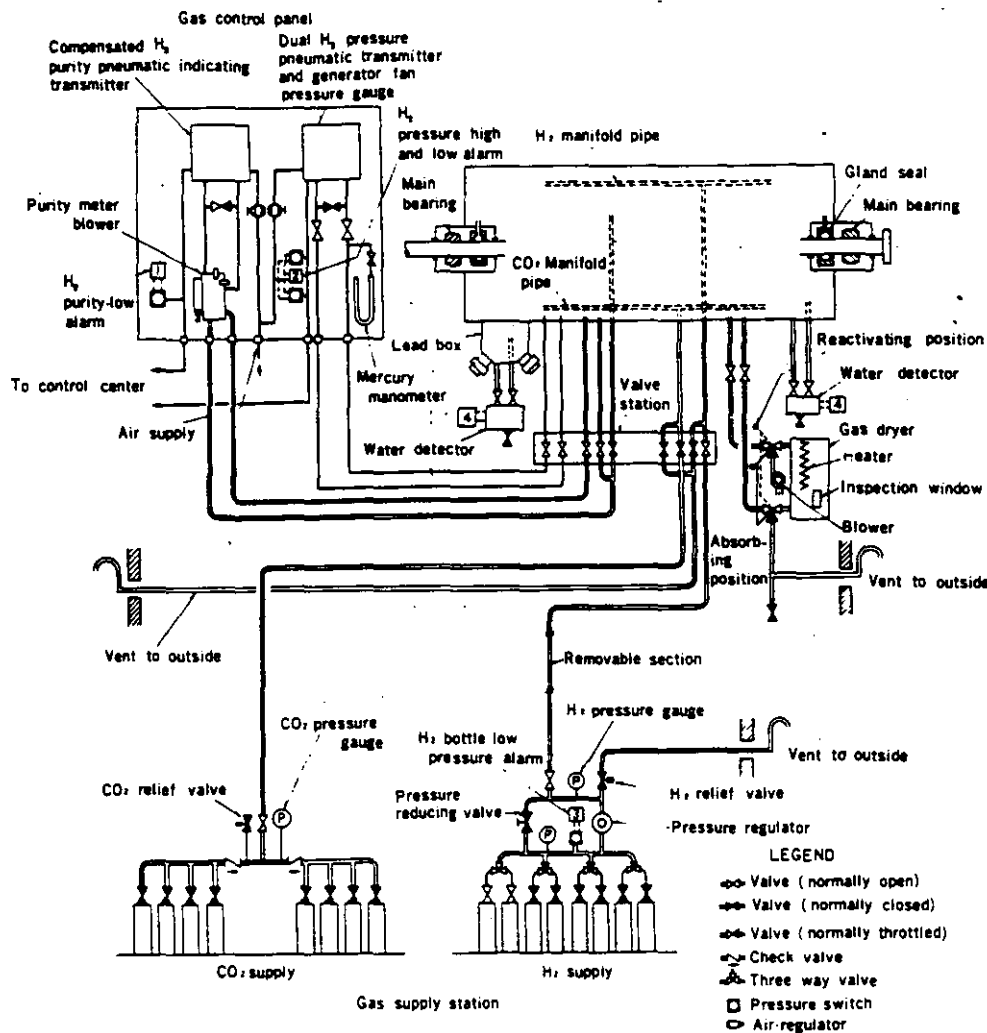 Gas control panel
Compensated H₂
purity pneumatic indicating
transmitter
Dual H₂ pressure
pneumatic transmitter
and generator fan
pressure gauge
H₂
pressure high
and low alarm
H₂ manifold pipe
Gland seal
Main
bearing
Main bearing
Purity meter
blower
CO₂ Manifold
pipe
H₂
purity-low
alarm
Lead box
Reactivating position
To control center
Mercury
manometer
Valve
station
Water detector
4
4
Air supply
Water detector
Gas dryer
Heater
Inspection window
Blower
Absorb-
ing
position
Vent to outside
Vent to outside
Removable section
CO₂ pressure
gauge
H₂ pressure gauge
H₂ bottle low
pressure alarm
Vent to outside
CO₂ relief valve
P
P
P
H₂ relief valve
Pressure
reducing valve
-Pressure regulator
LEGEND
Valve (normally open)
Valve (normally closed)
Valve (normally throttled)
Check valve
Three way valve
Pressure switch
Air-regulator
CO₂ supply
H₂ supply
Gas supply station